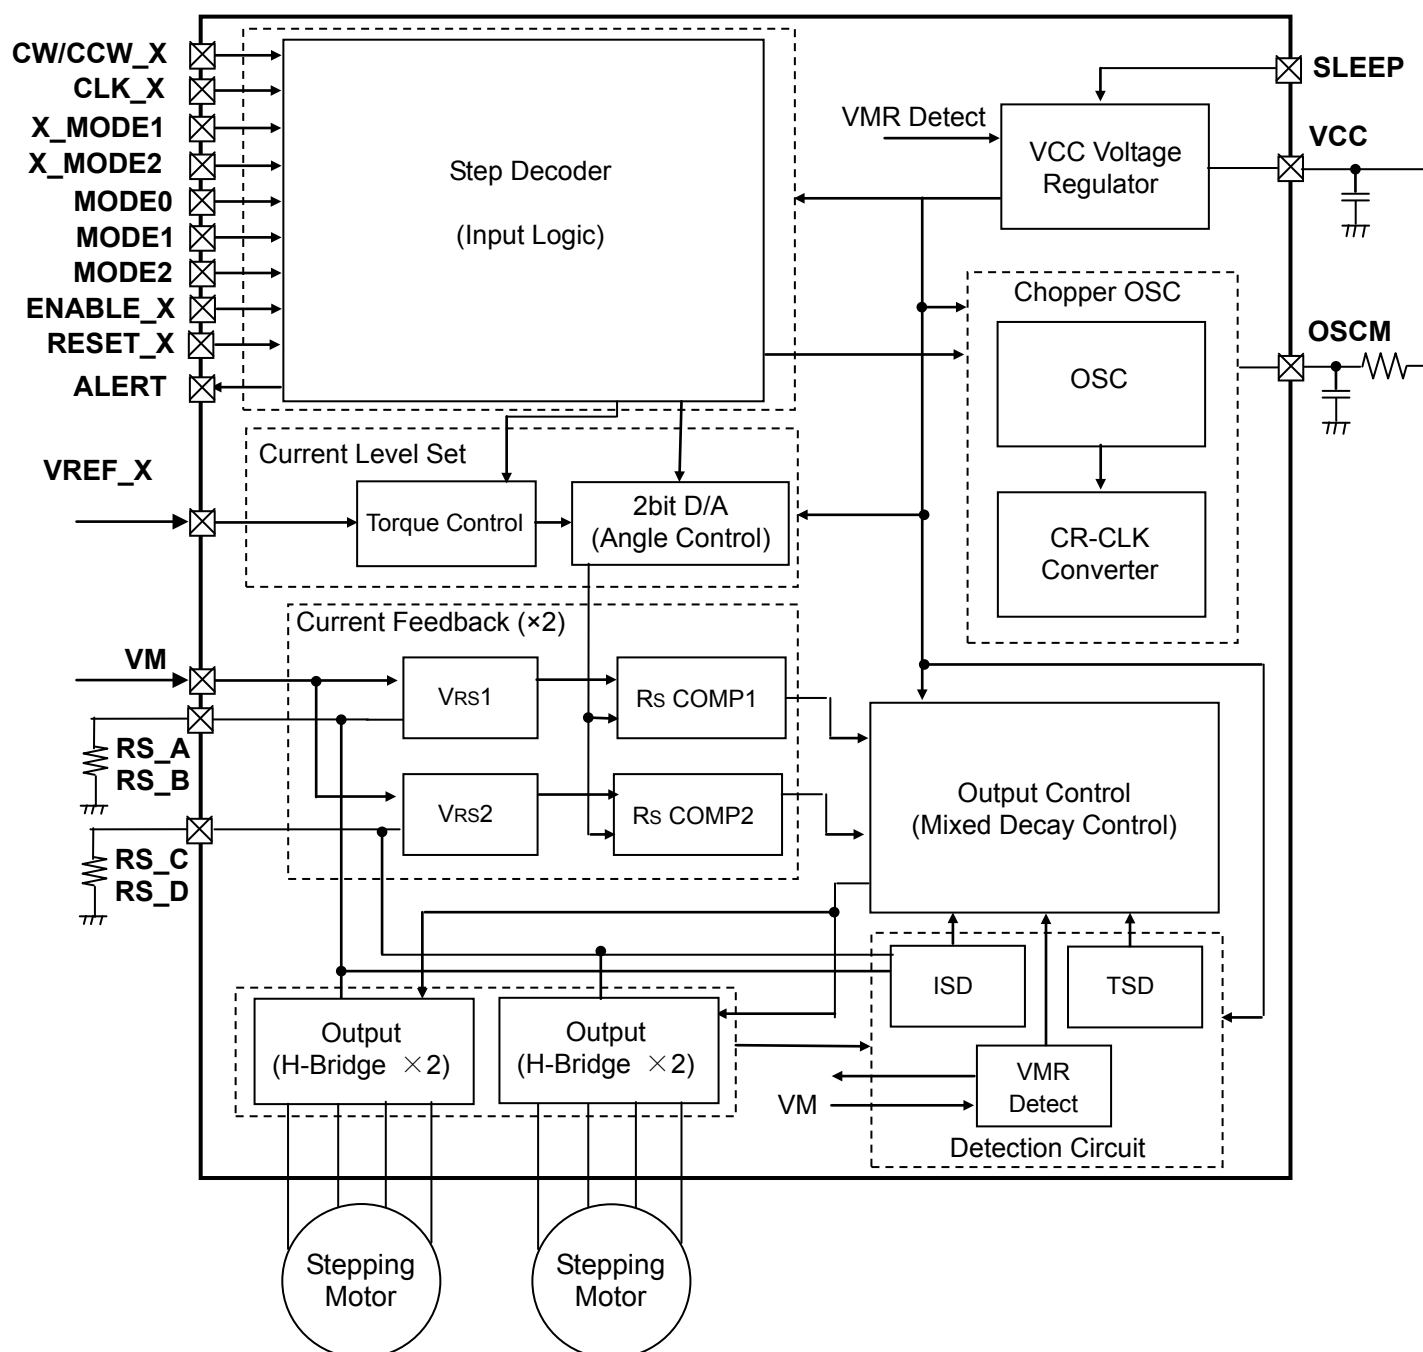 CW/CCW_X
CLK_X
X_MODE1
X_MODE2
MODE0
MODE1
MODE2
ENABLE_X
RESET_X
ALERT
Step Decoder
(Input Logic)
SLEEP
VMR Detect
VCC Voltage
Regulator
VCC
Chopper OSC
OSC
CR-CLK
Converter
OSCM
VREF_X
Current Level Set
Torque Control
2bit D/A
(Angle Control)
Current Feedback (×2)
VM
VRS1
RS COMP1
RS_A
RS_B
VRS2
RS COMP2
RS_C
RS_D
Output Control
(Mixed Decay Control)
ISD
TSD
Output
(H-Bridge ×2)
Output
(H-Bridge ×2)
VMR
Detect
VM
Detection Circuit
Stepping
Motor
Stepping
Motor